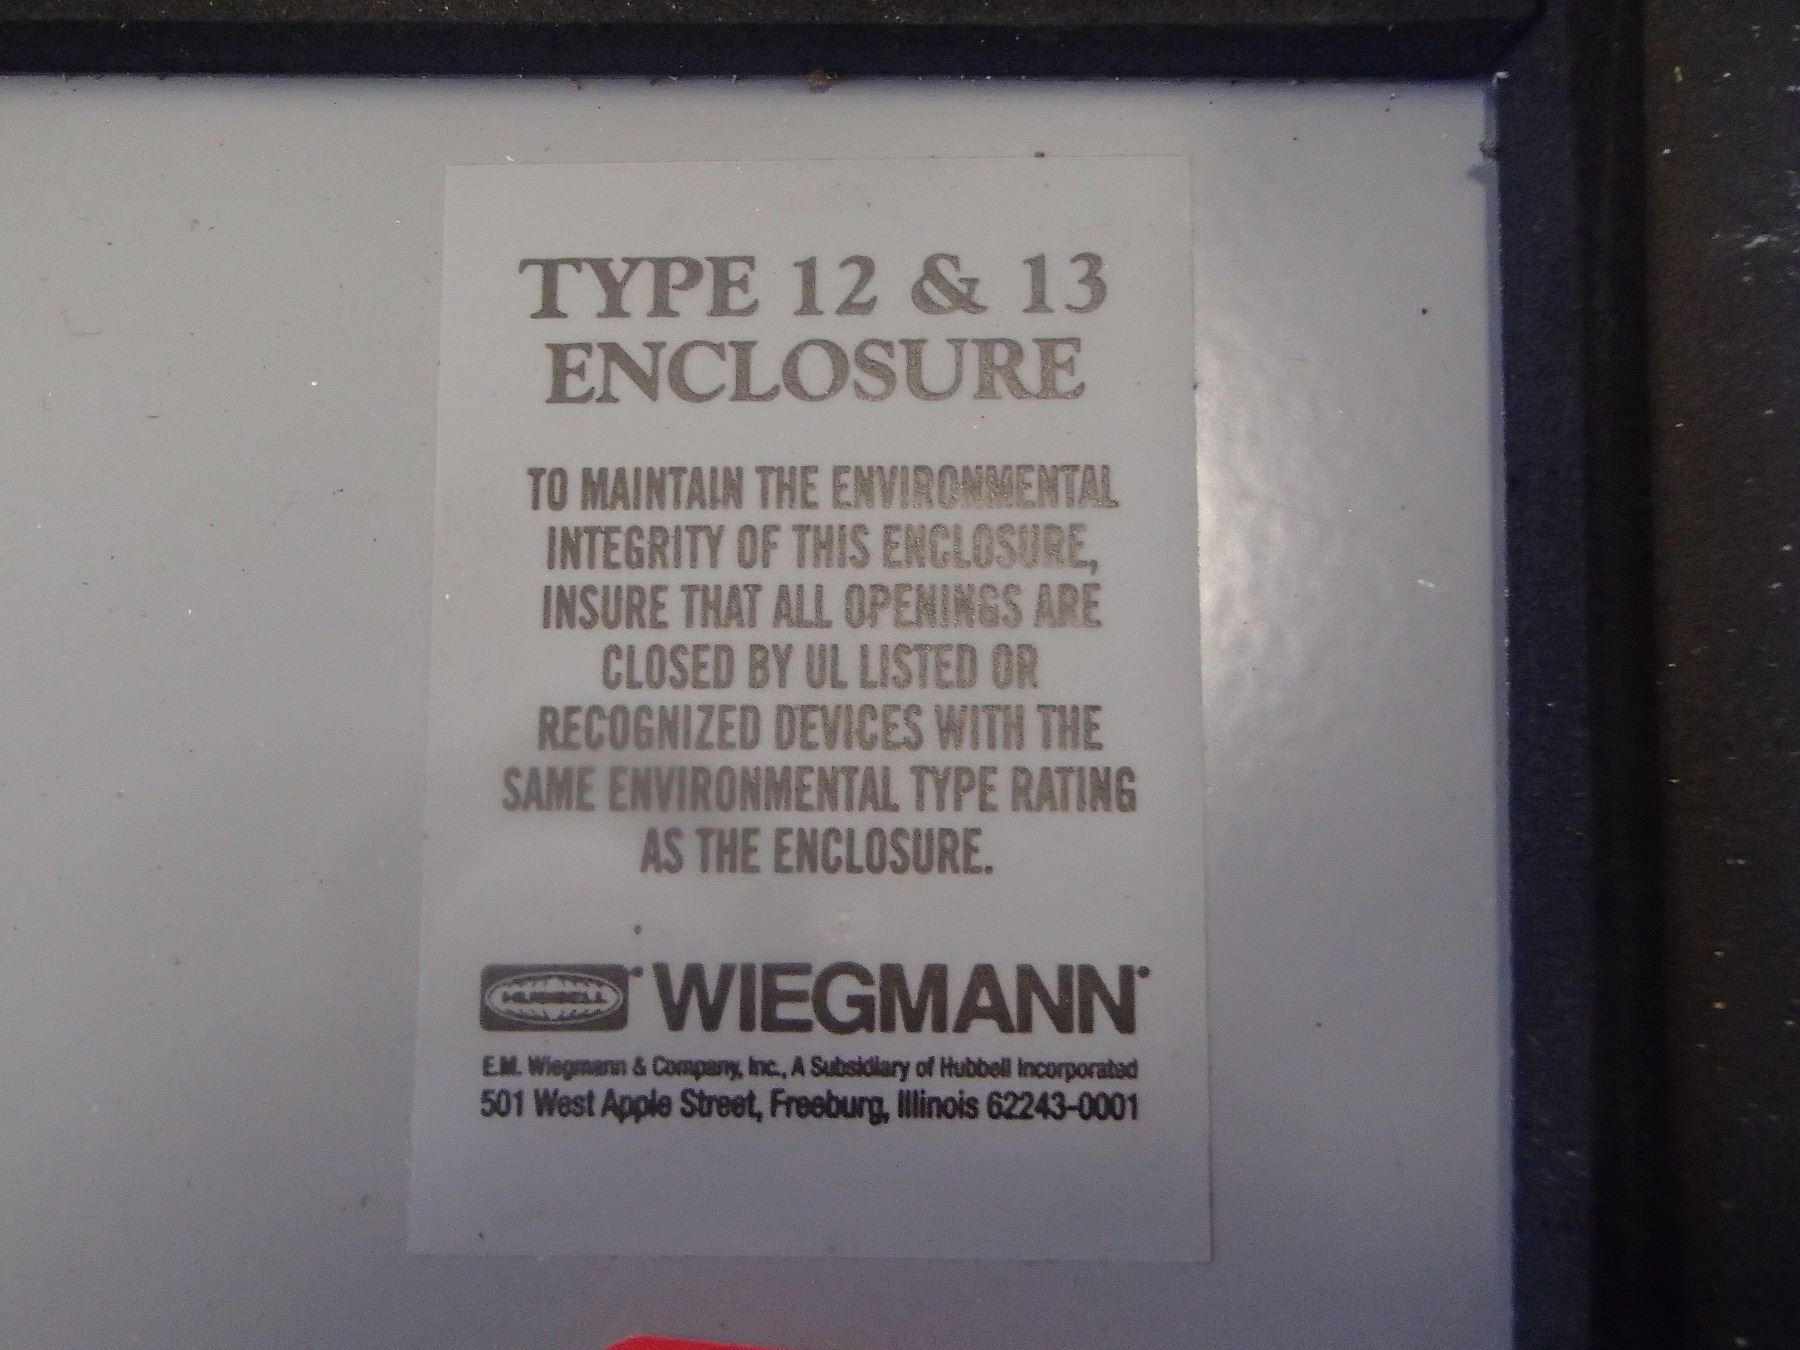 TYPE 12 & 13
ENCLOSURE
TO MAINTAIN THE ENVIRONMENTAL
INTEGRITY OF THIS ENCLOSURE,
INSURE THAT ALL OPENINGS ARE
CLOSED BY UL LISTED OR
RECOGNIZED DEVICES WITH THE
SAME ENVIRONMENTAL TYPE RATING
AS THE ENCLOSURE.
HUBBELL WIEGMANN
E.M. Wiegmann & Company, Inc., A Subsidiary of Hubbell Incorporated
501 West Apple Street, Freeburg, Illinois 62243-0001